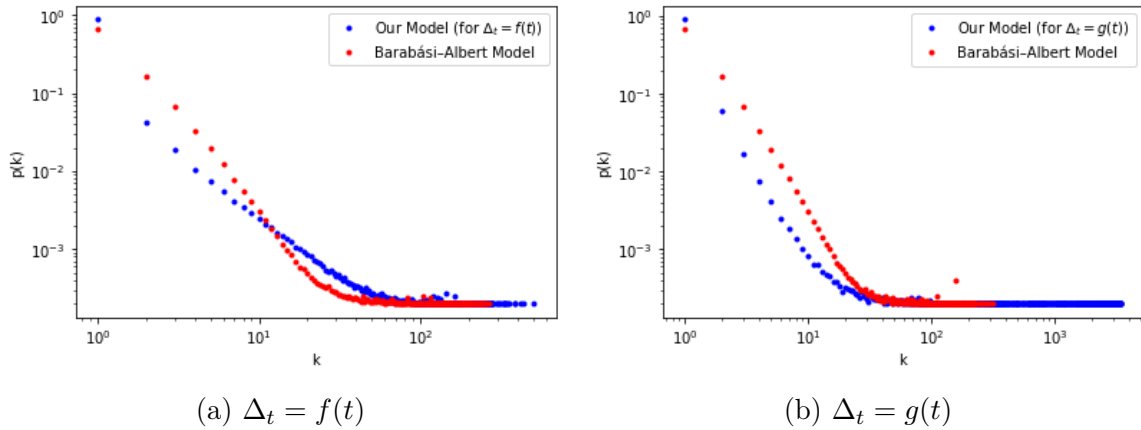 10⁰
10⁻¹
10⁻²
10⁻³
p(k)
10⁰
10¹
10²
k
Our Model (for Δₜ = f(t))
Barabási–Albert Model
(a) Δₜ = f(t)
10⁰
10⁻¹
10⁻²
10⁻³
p(k)
10⁰
10¹
10²
10³
k
Our Model (for Δₜ = g(t))
Barabási–Albert Model
(b) Δₜ = g(t)